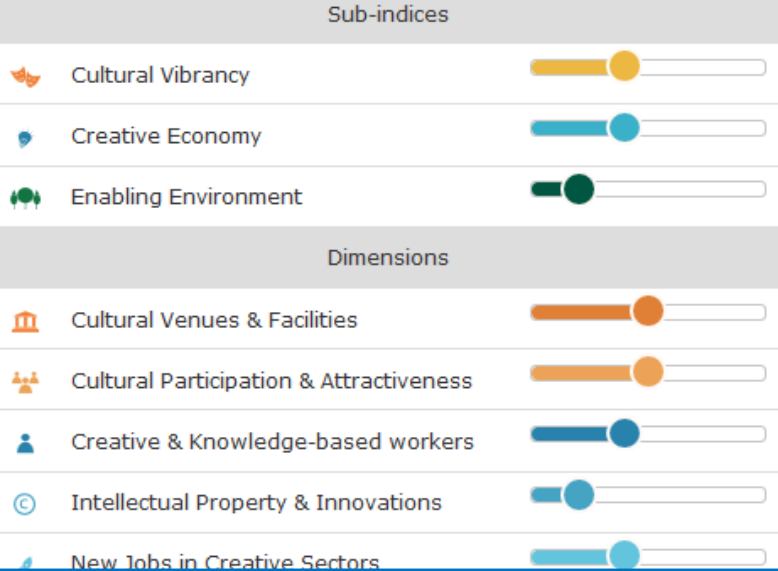 Sub-indices
Cultural Vibrancy
Creative Economy
Enabling Environment
Dimensions
Cultural Venues & Facilities
Cultural Participation & Attractiveness
Creative & Knowledge-based workers
Intellectual Property & Innovations
New Jobs in Creative Sectors